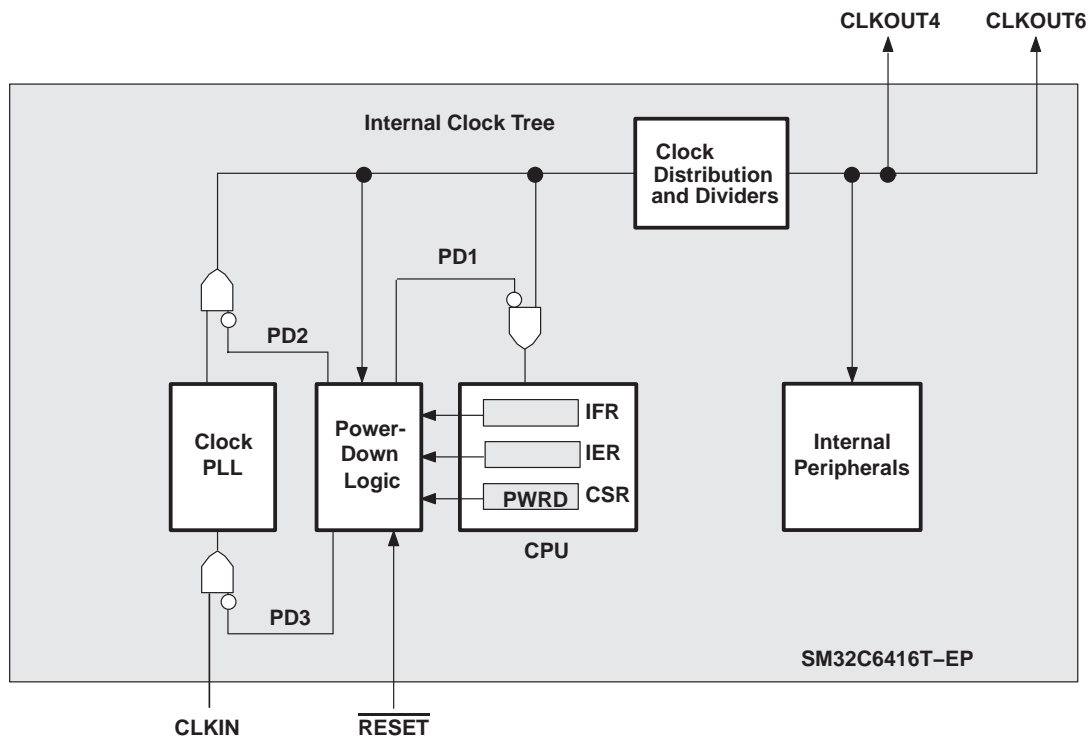 CLKOUT4 CLKOUT6
Internal Clock Tree
Clock
Distribution
and Dividers
PD1
PD2
Clock
PLL
Power-
Down
Logic
IFR
IER
PWRD CSR
CPU
Internal
Peripherals
PD3
SM32C6416T–EP
CLKIN
RESET